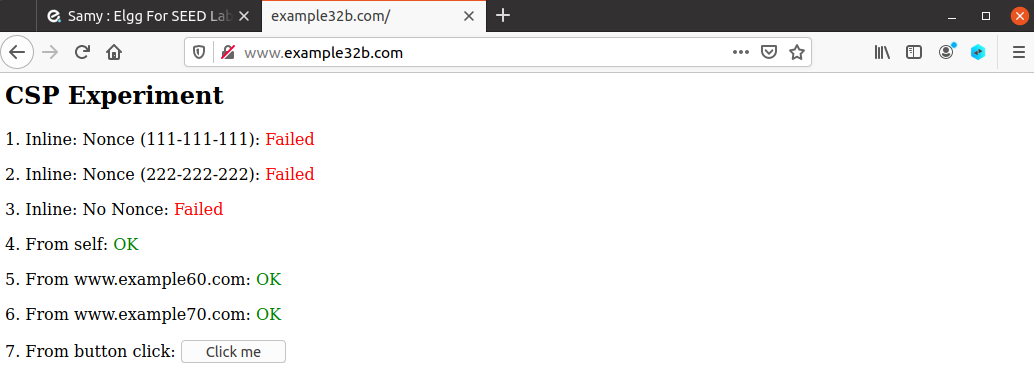 Samy : Elgg For SEED Lab
example32b.com/
www.example32b.com
CSP Experiment
1. Inline: Nonce (111-111-111): Failed
2. Inline: Nonce (222-222-222): Failed
3. Inline: No Nonce: Failed
4. From self: OK
5. From www.example60.com: OK
6. From www.example70.com: OK
7. From button click: Click me